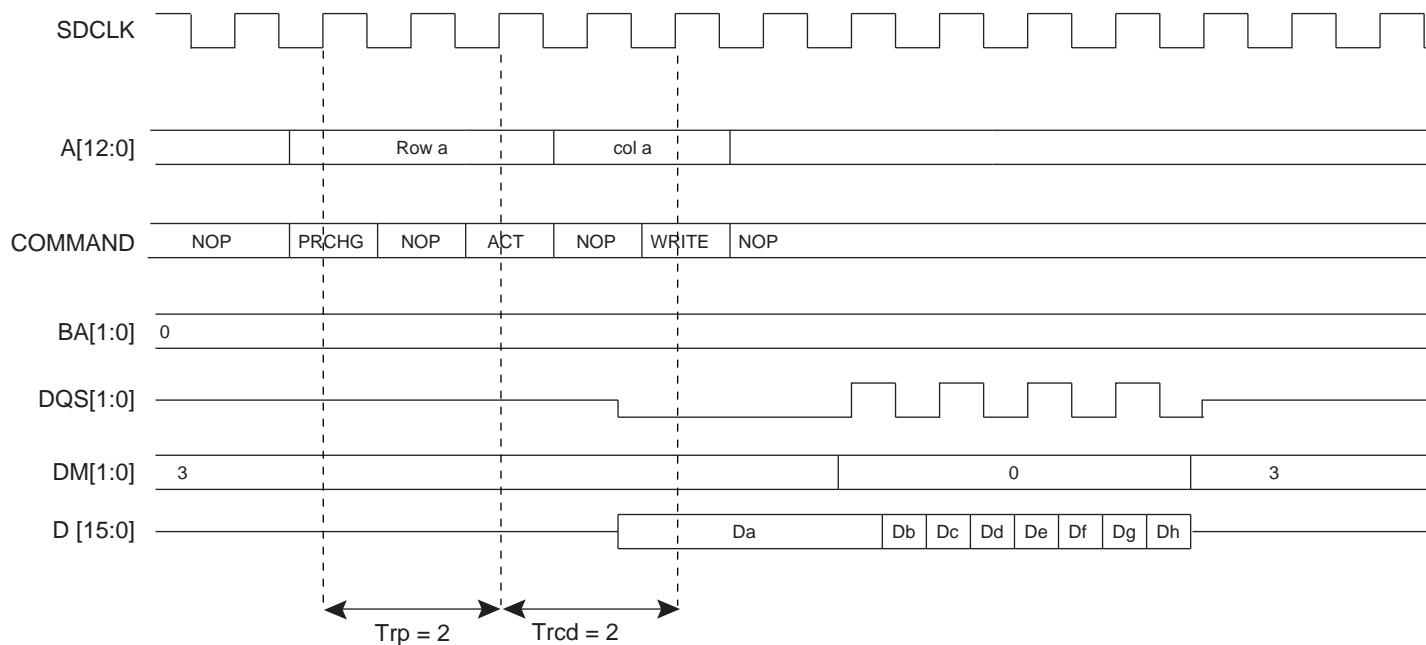 SDCLK
A[12:0] Row a col a
COMMAND NOP PRCHG NOP ACT NOP WRITE NOP
BA[1:0] 0
DQS[1:0]
DM[1:0] 3 0 3
D [15:0] Da Db Dc Dd De Df Dg Dh
Trp = 2 Trcd = 2